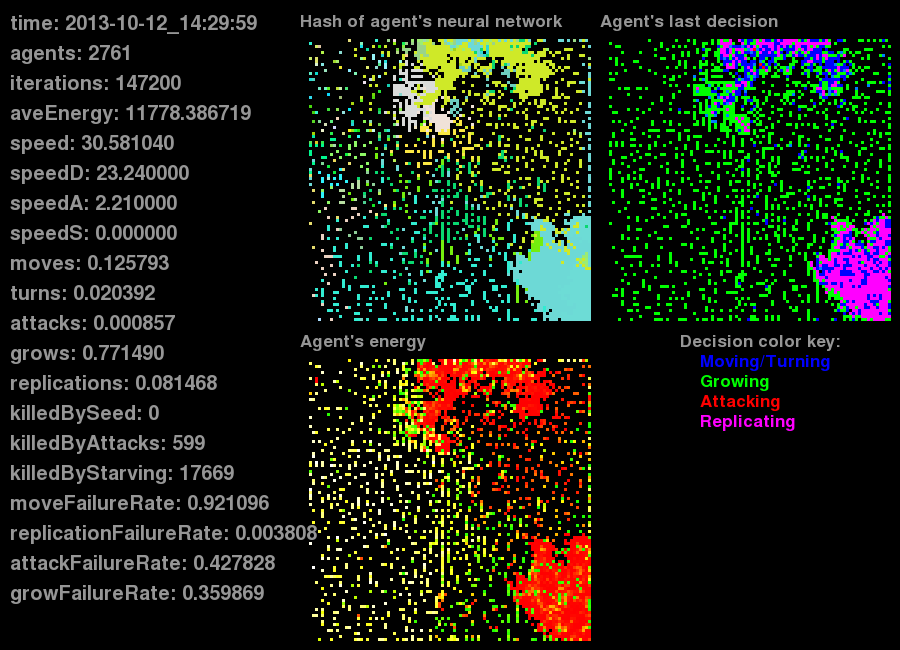 time: 2013-10-12_14:29:59
agents: 2761
iterations: 147200
aveEnergy: 11778.386719
speed: 30.581040
speedD: 23.240000
speedA: 2.210000
speedS: 0.000000
moves: 0.125793
turns: 0.020392
attacks: 0.000857
grows: 0.771490
replications: 0.081468
killedBySeed: 0
killedByAttacks: 599
killedByStarving: 17669
moveFailureRate: 0.921096
replicationFailureRate: 0.003808
attackFailureRate: 0.427828
growFailureRate: 0.359869
Hash of agent's neural network
Agent's last decision
Agent's energy
Decision color key:
Moving/Turning
Growing
Attacking
Replicating